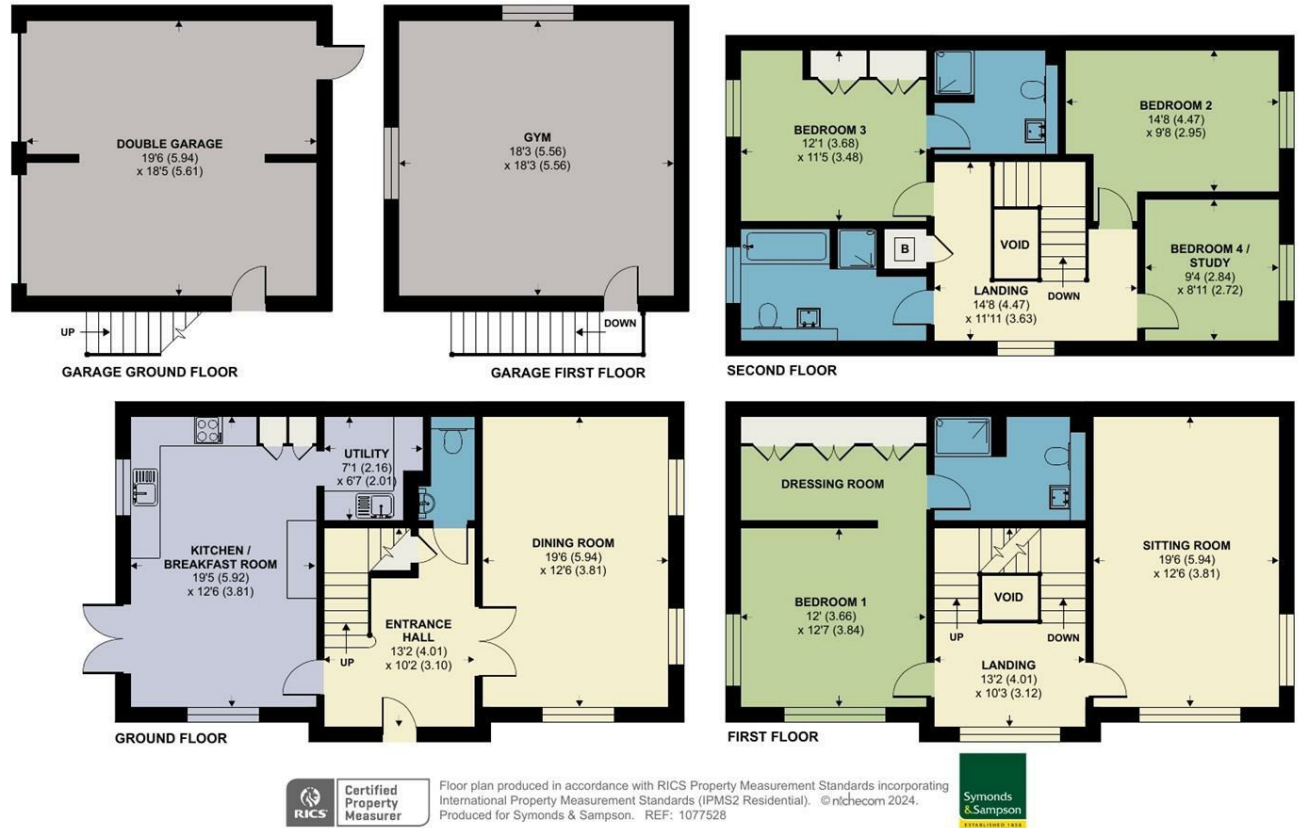 DOUBLE GARAGE
19'6 (5.94)
x 18'5 (5.61)
UP
GARAGE GROUND FLOOR
GYM
18'3 (5.56)
x 18'3 (5.56)
DOWN
GARAGE FIRST FLOOR
BEDROOM 3
12'1 (3.68)
x 11'5 (3.48)
BEDROOM 2
14'8 (4.47)
x 9'8 (2.95)
B
VOID
BEDROOM 4 /
STUDY
9'4 (2.84)
x 8'11 (2.72)
LANDING
14'8 (4.47)
x 11'11 (3.63)
DOWN
SECOND FLOOR
UTILITY
7'1 (2.16)
x 6'7 (2.01)
KITCHEN /
BREAKFAST ROOM
19'5 (5.92)
x 12'6 (3.81)
DINING ROOM
19'6 (5.94)
x 12'6 (3.81)
ENTRANCE
HALL
13'2 (4.01)
x 10'2 (3.10)
UP
GROUND FLOOR
DRESSING ROOM
SITTING ROOM
19'6 (5.94)
x 12'6 (3.81)
BEDROOM 1
12' (3.66)
x 12'7 (3.84)
VOID
UP
DOWN
LANDING
13'2 (4.01)
x 10'3 (3.12)
FIRST FLOOR
RICS
Certified
Property
Measurer
Floor plan produced in accordance with RICS Property Measurement Standards incorporating
International Property Measurement Standards (IPMS2 Residential). © nichecom 2024.
Produced for Symonds & Sampson. REF: 1077528
Symonds
& Sampson
ESTABLISHED 1858